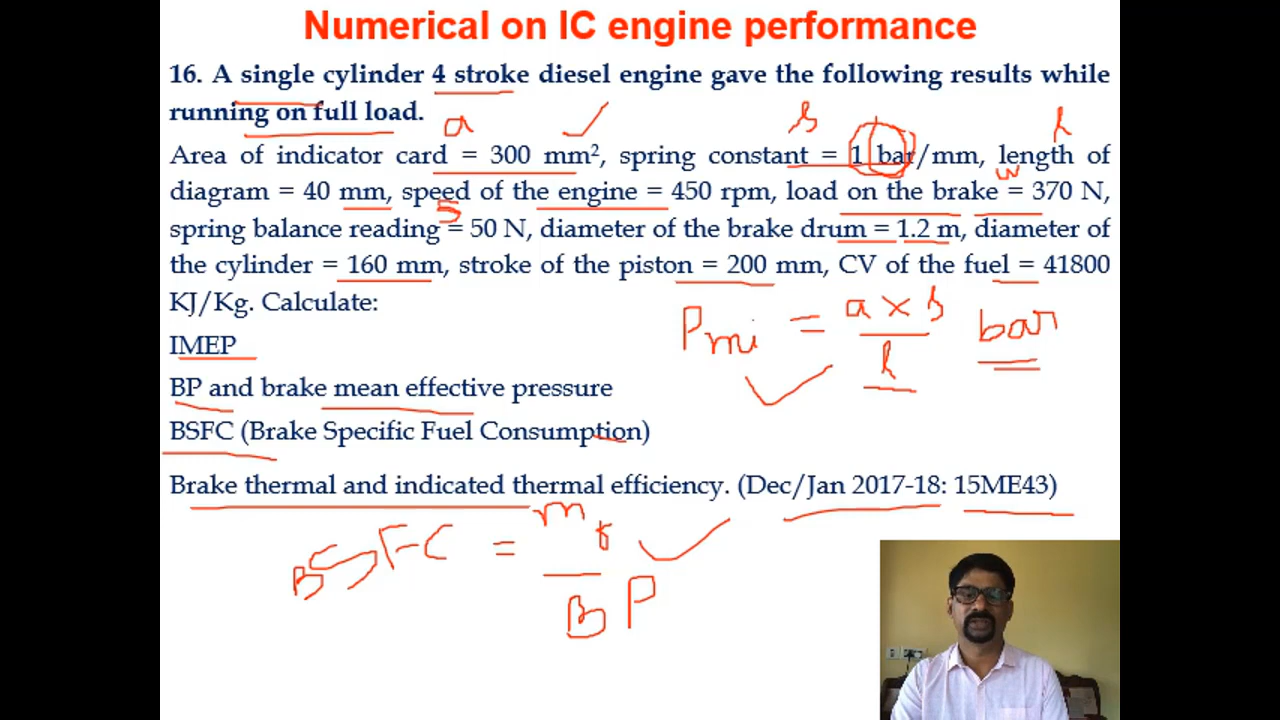 Numerical on IC engine performance
16. A single cylinder 4 stroke diesel engine gave the following results while
running on full load.
a s l
Area of indicator card = 300 mm², spring constant = 1 bar/mm, length of
w
diagram = 40 mm, speed of the engine = 450 rpm, load on the brake = 370 N,
S
spring balance reading = 50 N, diameter of the brake drum = 1.2 m, diameter of
the cylinder = 160 mm, stroke of the piston = 200 mm, CV of the fuel = 41800
KJ/Kg. Calculate:
Pmi = a × s / l bar
IMEP
BP and brake mean effective pressure
BSFC (Brake Specific Fuel Consumption)
Brake thermal and indicated thermal efficiency. (Dec/Jan 2017-18: 15ME43)
BSFC = mf
BP